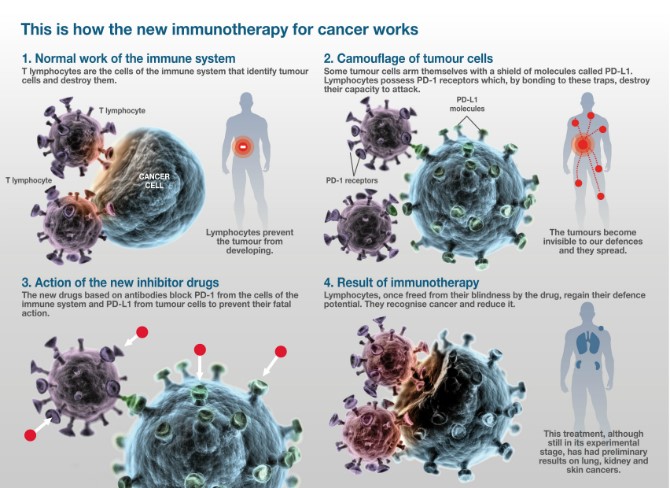 This is how the new immunotherapy for cancer works
1. Normal work of the immune system
T lymphocytes are the cells of the immune system that identify tumour
cells and destroy them.
T lymphocyte
T lymphocyte
CANCER
CELL
Lymphocytes prevent
the tumour from
developing.
2. Camouflage of tumour cells
Some tumour cells arm themselves with a shield of molecules called PD-L1.
Lymphocytes possess PD-1 receptors which, by bonding to these traps, destroy
their capacity to attack.
PD-L1
molecules
PD-1 receptors
The tumours become
invisible to our defences
and they spread.
3. Action of the new inhibitor drugs
The new drugs based on antibodies block PD-1 from the cells of the
immune system and PD-L1 from tumour cells to prevent their fatal
action.
4. Result of immunotherapy
Lymphocytes, once freed from their blindness by the drug, regain their defence
potential. They recognise cancer and reduce it.
This treatment, although
still in its experimental
stage, has had preliminary
results on lung, kidney and
skin cancers.